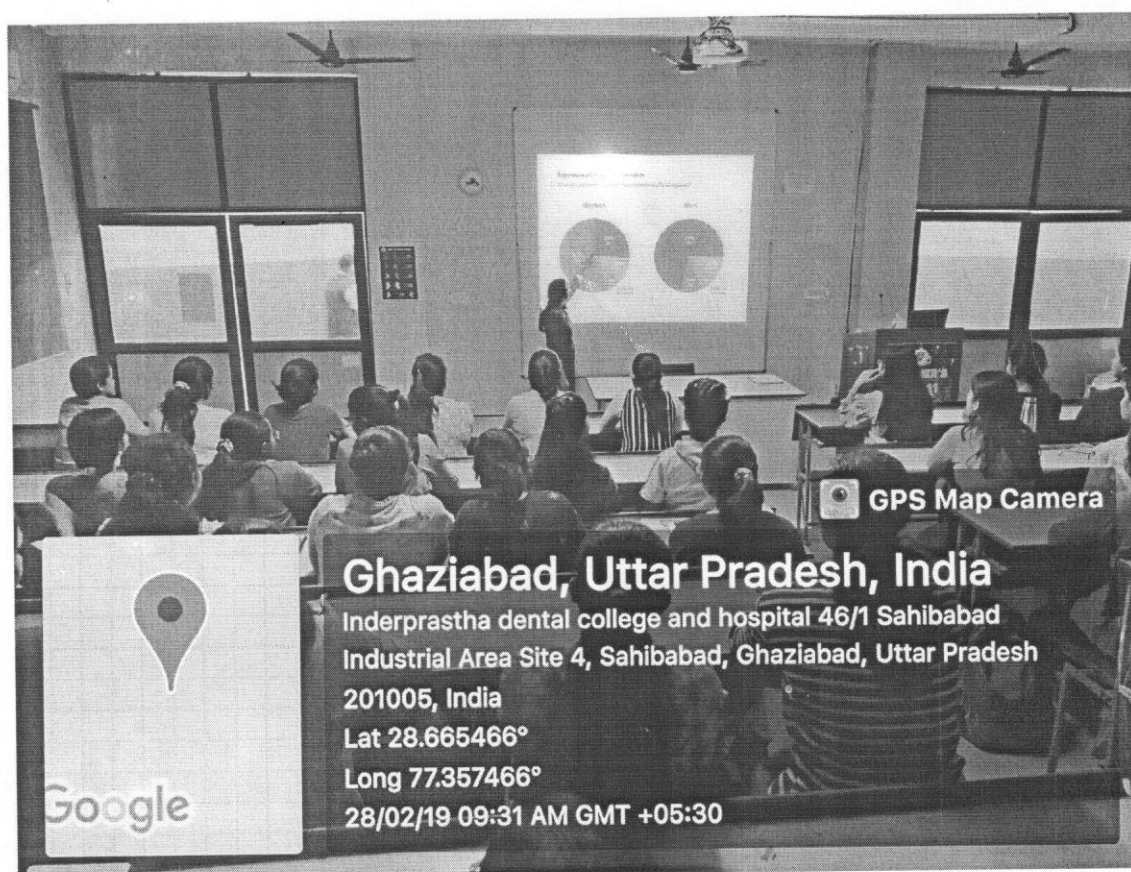 GPS Map Camera
Ghaziabad, Uttar Pradesh, India
Inderprastha dental college and hospital 46/1 Sahibabad
Industrial Area Site 4, Sahibabad, Ghaziabad, Uttar Pradesh
201005, India
Lat 28.665466°
Long 77.357466°
28/02/19 09:31 AM GMT +05:30
Google